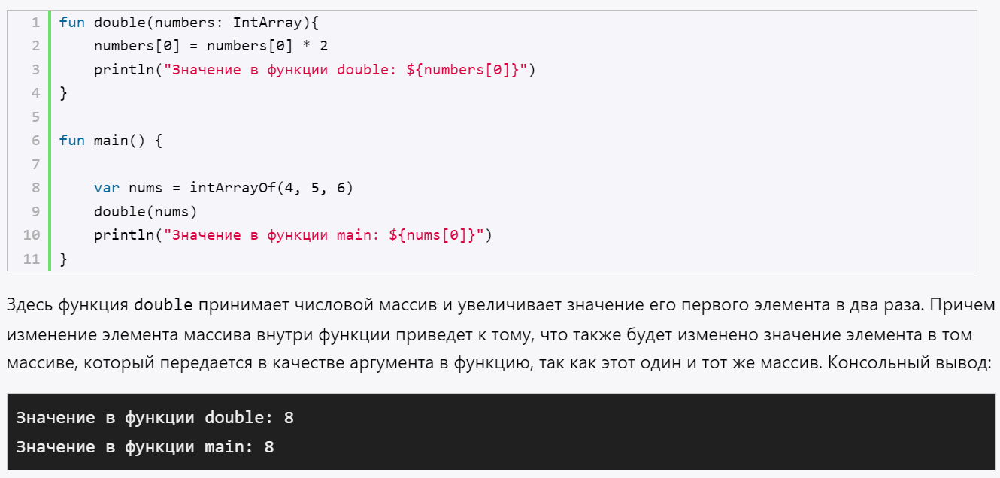 1 fun double(numbers: IntArray){
2     numbers[0] = numbers[0] * 2
3     println("Значение в функции double: ${numbers[0]}")
4 }
5
6 fun main() {
7
8     var nums = intArrayOf(4, 5, 6)
9     double(nums)
10     println("Значение в функции main: ${nums[0]}")
11 }
Здесь функция double принимает числовой массив и увеличивает значение его первого элемента в два раза. Причем
изменение элемента массива внутри функции приведет к тому, что также будет изменено значение элемента в том
массиве, который передается в качестве аргумента в функцию, так как этот один и тот же массив. Консольный вывод:
Значение в функции double: 8
Значение в функции main: 8